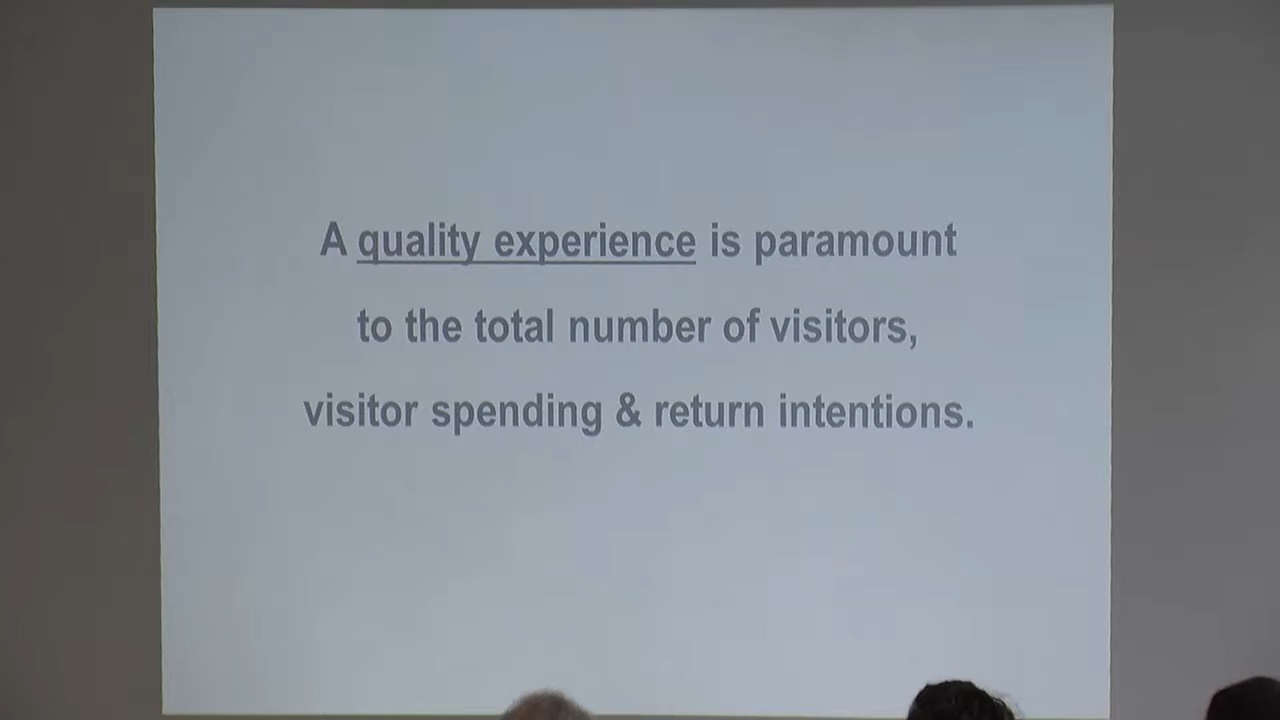 A quality experience is paramount
to the total number of visitors,
visitor spending & return intentions.